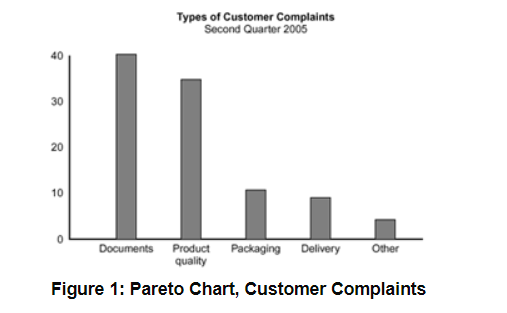 Types of Customer Complaints
Second Quarter 2005
40
30
20
10
0
Documents
Product
quality
Packaging
Delivery
Other
Figure 1: Pareto Chart, Customer Complaints